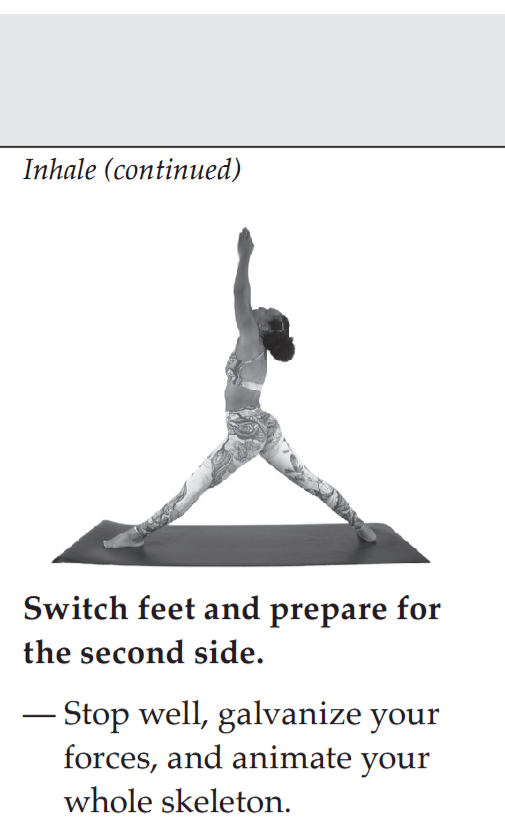 Inhale (continued)
Switch feet and prepare for
the second side.
— Stop well, galvanize your
forces, and animate your
whole skeleton.